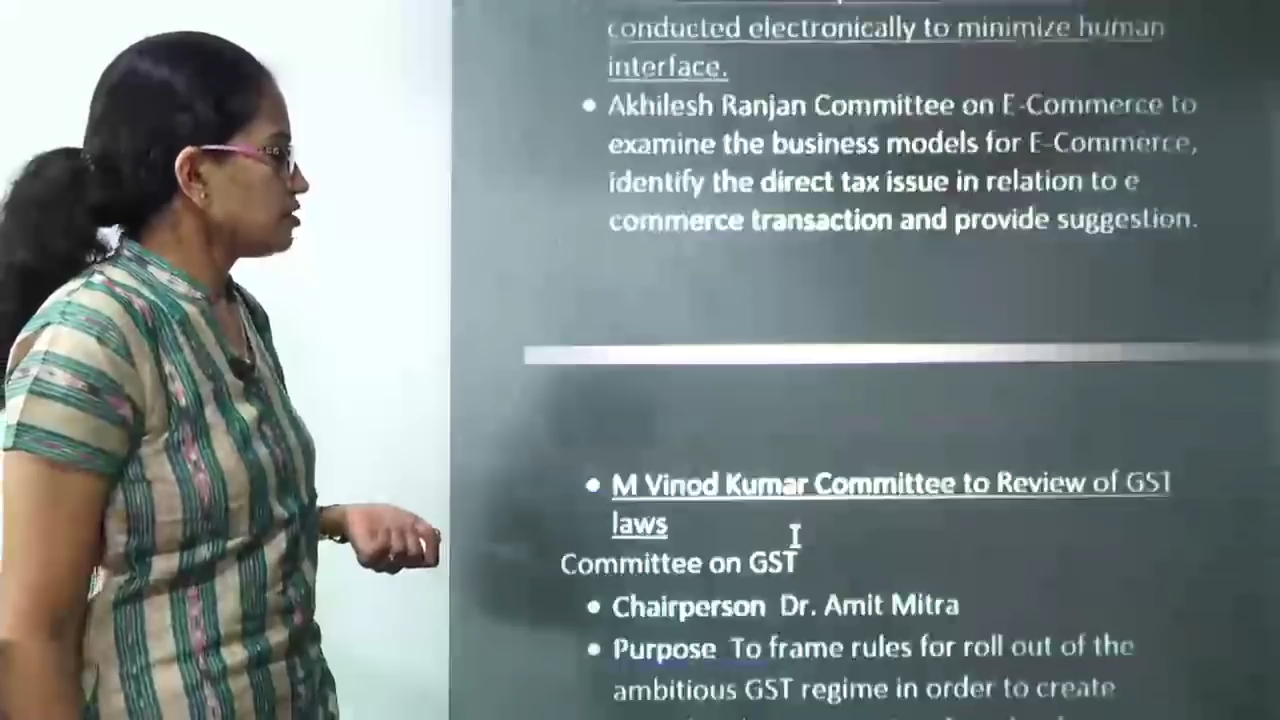 conducted electronically to minimize human
interface.
• Akhilesh Ranjan Committee on E-Commerce to
examine the business models for E-Commerce,
identify the direct tax issue in relation to e
commerce transaction and provide suggestion.
• M Vinod Kumar Committee to Review of GST
laws
Committee on GST
• Chairperson Dr. Amit Mitra
• Purpose To frame rules for roll out of the
ambitious GST regime in order to create